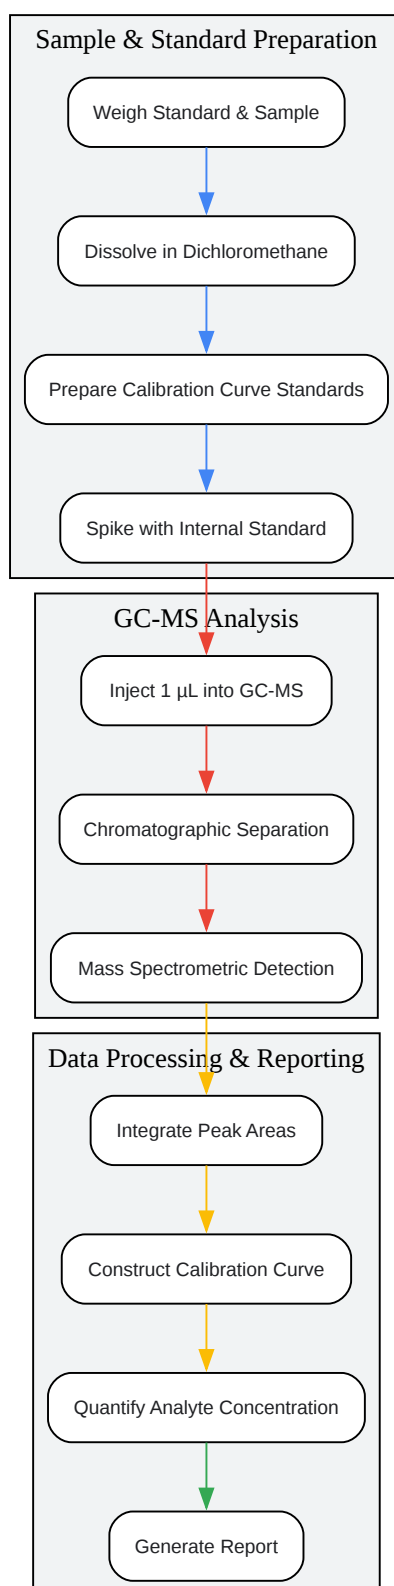 Sample & Standard Preparation
Weigh Standard & Sample
Dissolve in Dichloromethane
Prepare Calibration Curve Standards
Spike with Internal Standard
GC-MS Analysis
Inject 1 µL into GC-MS
Chromatographic Separation
Mass Spectrometric Detection
Data Processing & Reporting
Integrate Peak Areas
Construct Calibration Curve
Quantify Analyte Concentration
Generate Report